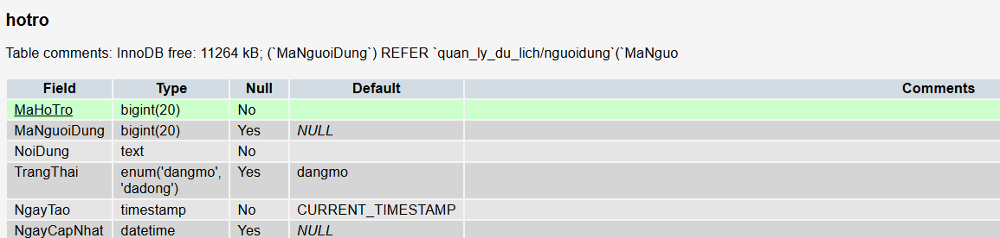 hotro
Table comments: InnoDB free: 11264 kB; (`MaNguoiDung`) REFER `quan_ly_du_lich/nguoidung`(`MaNguo
Field Type Null Default Comments
MaHoTro bigint(20) No
MaNguoiDung bigint(20) Yes NULL
NoiDung text No
TrangThai enum('dangmo', Yes dangmo
'dadong')
NgayTao timestamp No CURRENT_TIMESTAMP
NgayCapNhat datetime Yes NULL